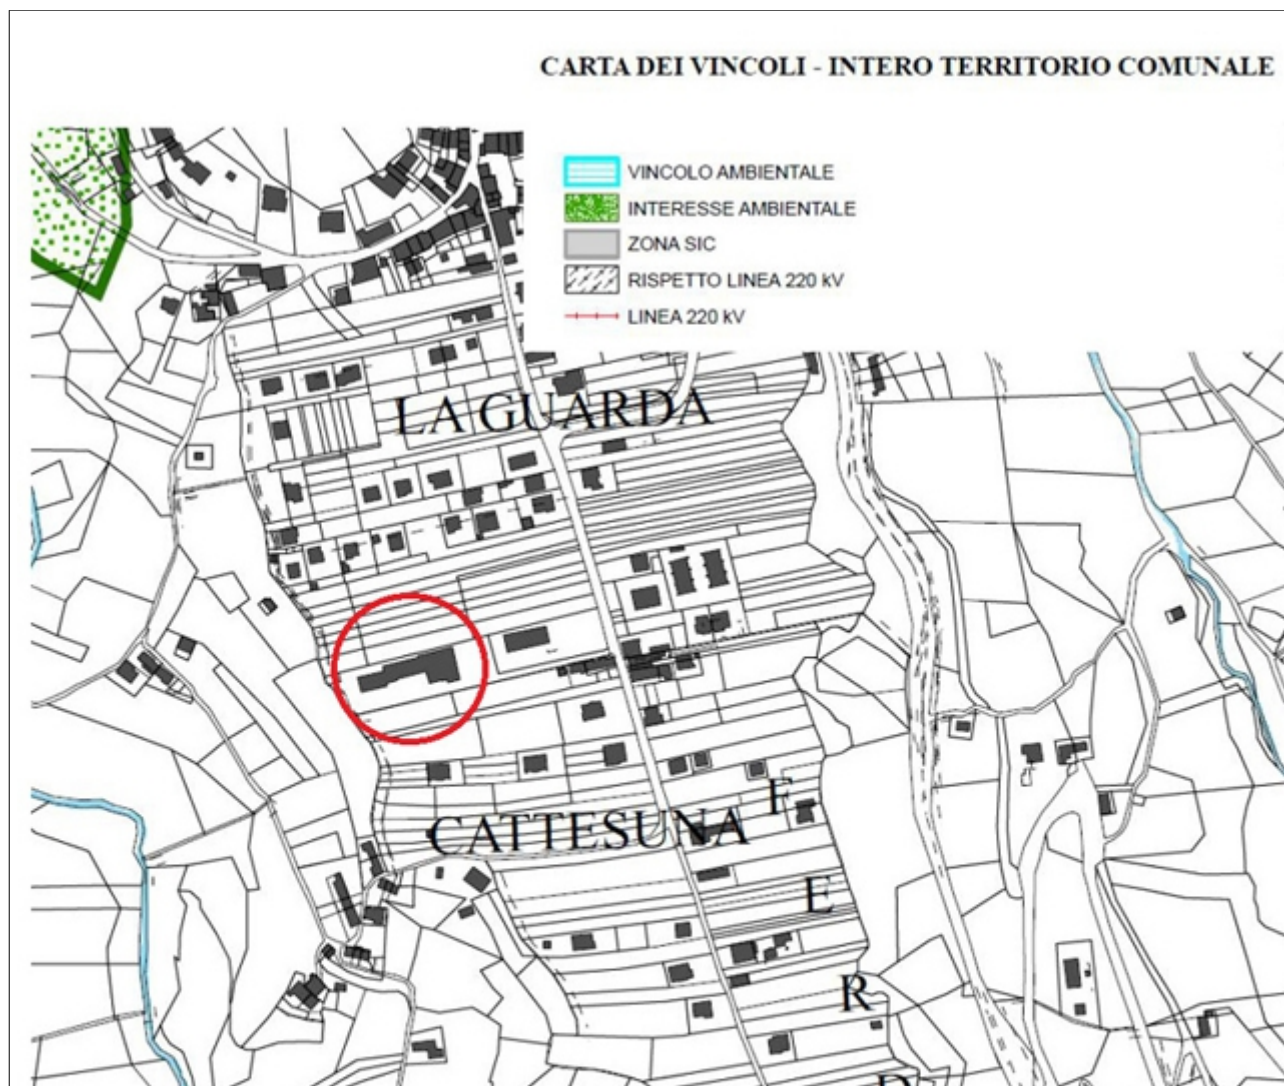 CARTA DEI VINCOLI - INTERO TERRITORIO COMUNALE
VINCOLO AMBIENTALE
INTERESSE AMBIENTALE
ZONA SIC
RISPETTO LINEA 220 kV
LINEA 220 kV
LA GUARDA
CATTESUNA
F
E
R
D